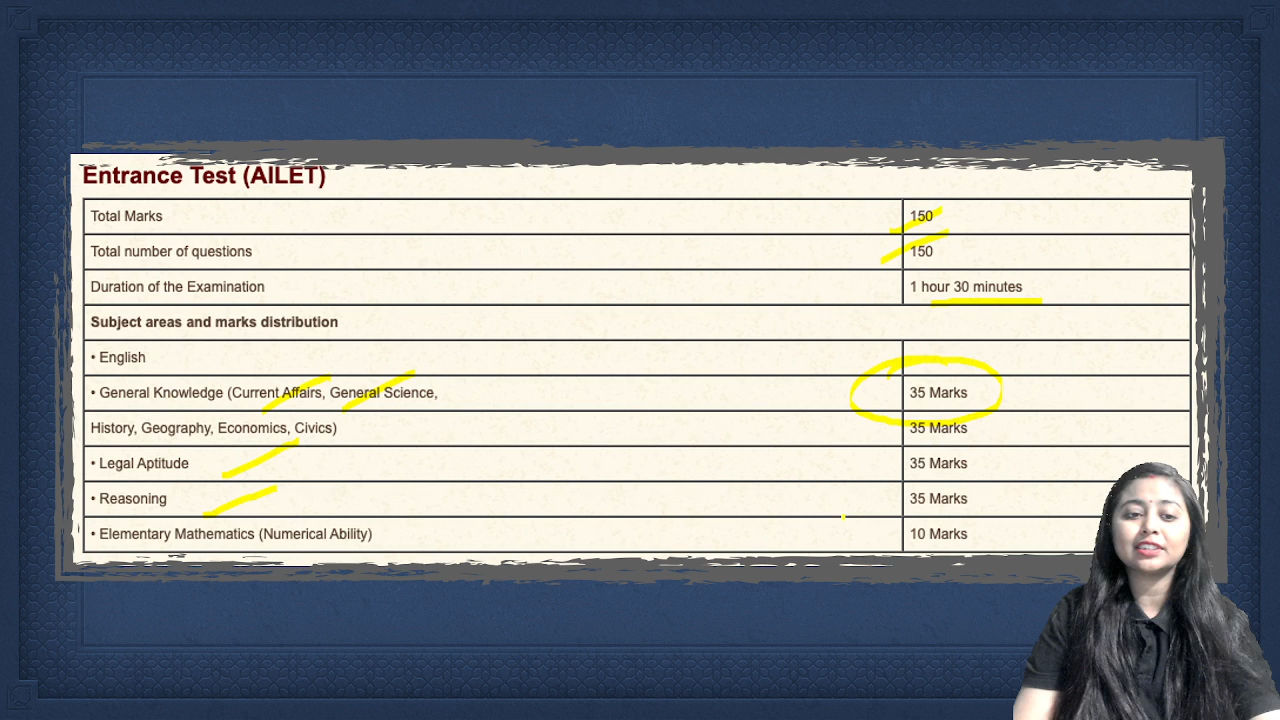 Entrance Test (AILET)
Total Marks 150
Total number of questions 150
Duration of the Examination 1 hour 30 minutes
Subject areas and marks distribution
• English
• General Knowledge (Current Affairs, General Science, 35 Marks
History, Geography, Economics, Civics) 35 Marks
• Legal Aptitude 35 Marks
• Reasoning 35 Marks
• Elementary Mathematics (Numerical Ability) 10 Marks